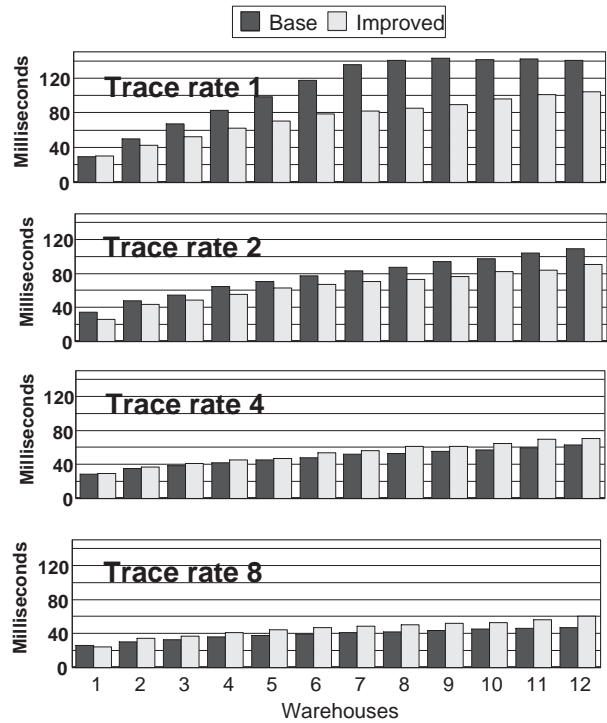 Base Improved
Trace rate 1
Milliseconds
120
80
40
0
Trace rate 2
Milliseconds
120
80
40
0
Trace rate 4
Milliseconds
120
80
40
0
Trace rate 8
Milliseconds
120
80
40
0
1 2 3 4 5 6 7 8 9 10 11 12
Warehouses